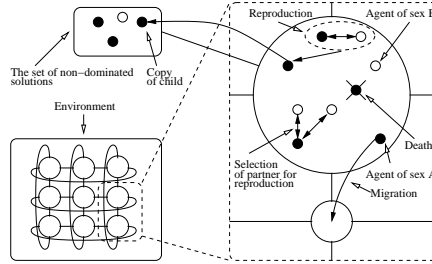 Reproduction
Agent of sex B
The set of non-dominated
solutions
Copy
of child
Environment
Selection
of partner for
reproduction
Death
Agent of sex A
Migration